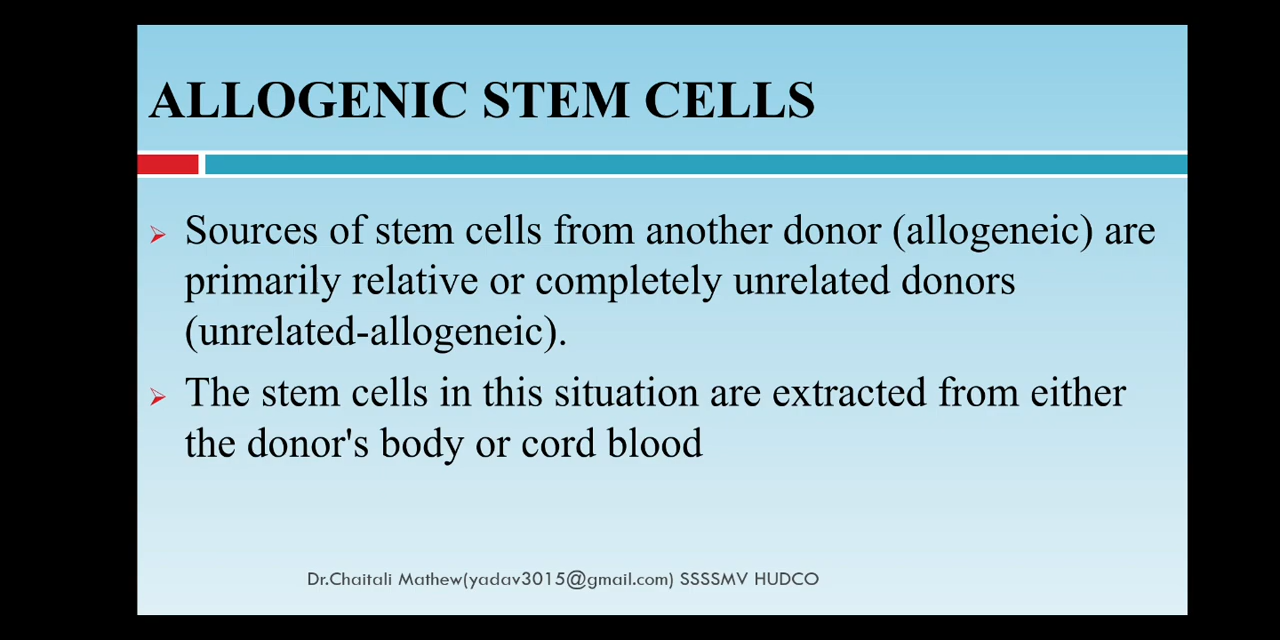 ALLOGENIC STEM CELLS
Sources of stem cells from another donor (allogeneic) are
primarily relative or completely unrelated donors
(unrelated-allogeneic).
The stem cells in this situation are extracted from either
the donor's body or cord blood
Dr.Chaitali Mathew(yadav3015@gmail.com) SSSSMV HUDCO